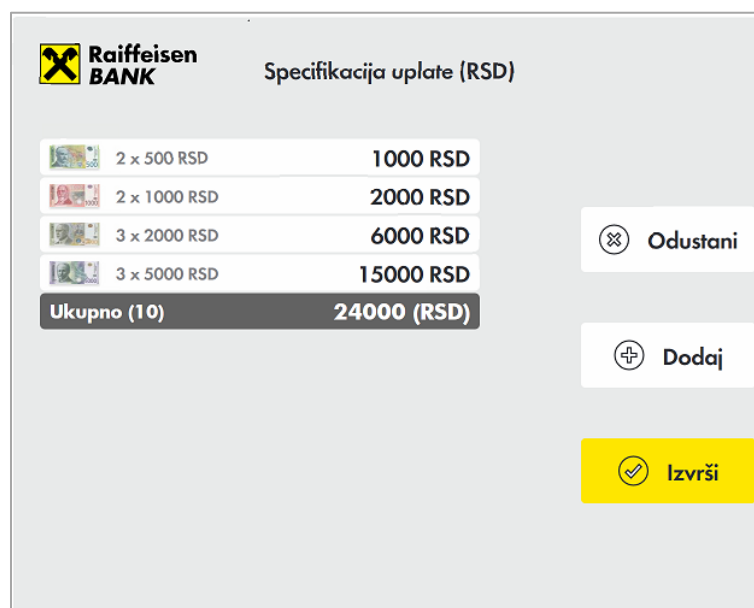 Raiffeisen
BANK
Specifikacija uplate (RSD)
2 x 500 RSD 1000 RSD
2 x 1000 RSD 2000 RSD
3 x 2000 RSD 6000 RSD
3 x 5000 RSD 15000 RSD
Ukupno (10) 24000 (RSD)
Odustani
Dodaj
Izvrši